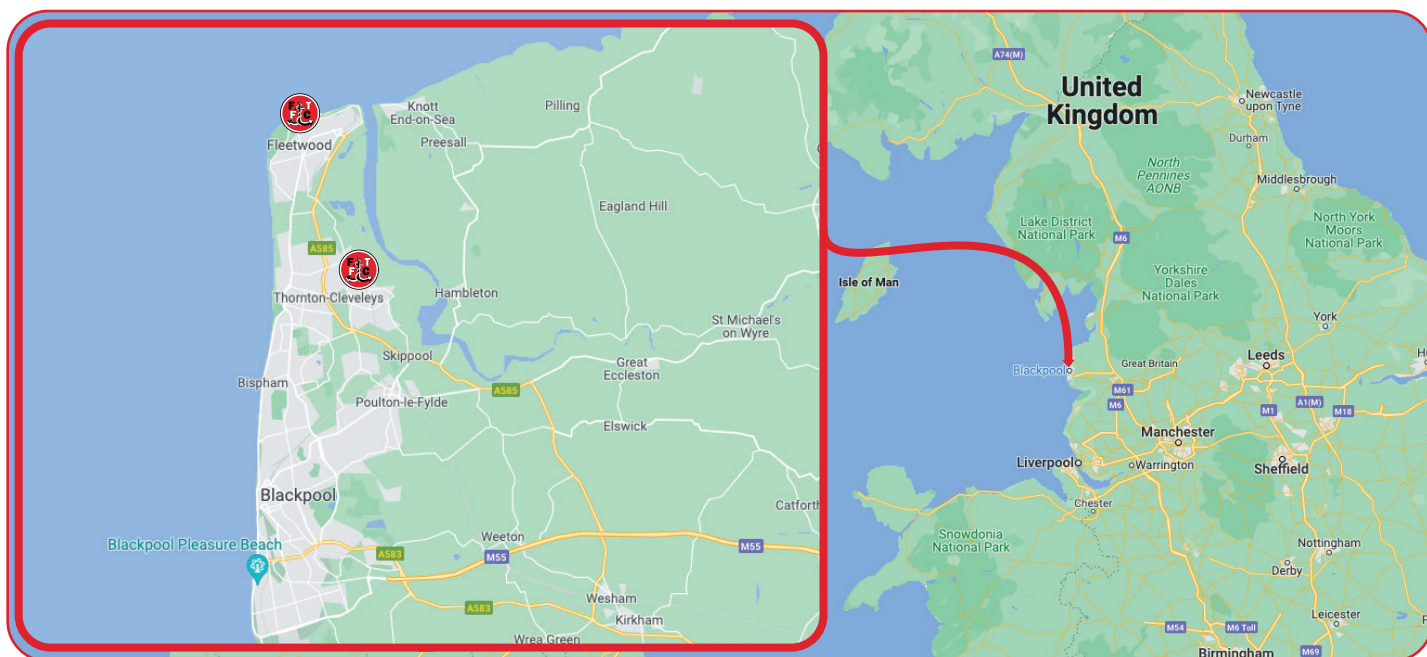 F T
F C
Fleetwood
Knott
End-on-Sea
Pilling
Preesall
Eagland Hill
A585
F T
F C
Thornton-Cleveleys
Hambleton
St Michael's
on Wyre
Skippool
Great
Eccleston
Bispham
A585
Poulton-le-Fylde
Elswick
Blackpool
Catforth
Blackpool Pleasure Beach
Weeton
M55
M55
A583
A583
Wesham
Kirkham
Wrea Green
A74(M)
United
Kingdom
Newcastle
upon Tyne
Durham
North
Pennines
AONB
Middlesbrough
Lake District
National Park
M6
North York
Moors
National Park
Isle of Man
Yorkshire
Dales
National Park
York
Blackpool
Great Britain
Leeds
M61
M6
M1
A1(M)
M18
Manchester
Liverpool
Warrington
Sheffield
Chester
Snowdonia
National Park
Nottingham
Derby
Leicester
M54
M6 Toll
Birmingham
M69